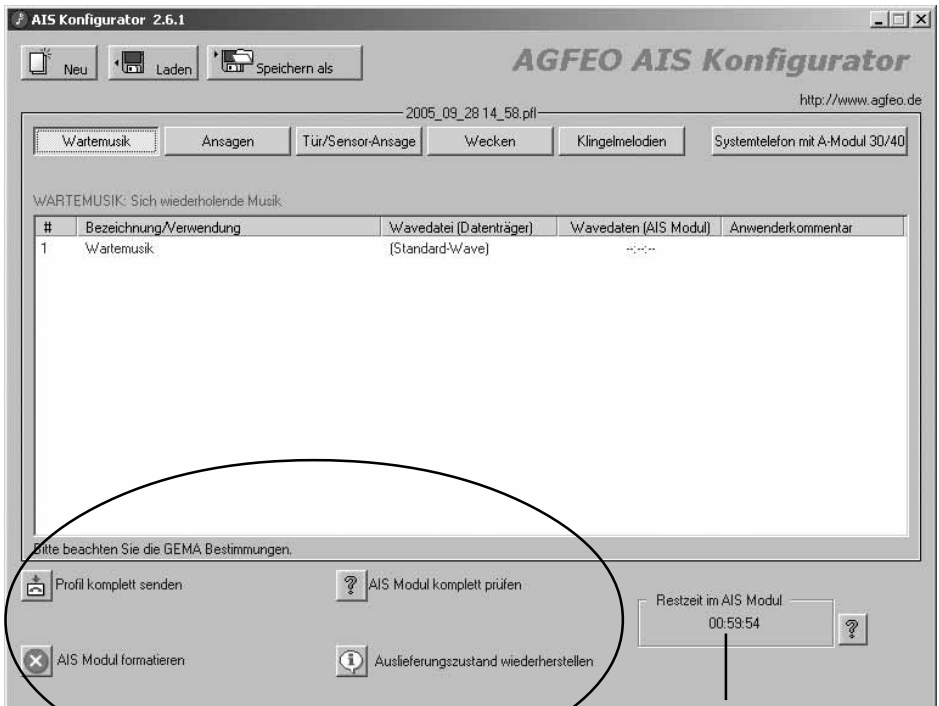 AIS Konfigurator 2.6.1
Neu Laden Speichern als AGFEO AIS Konfigurator
http://www.agfeo.de
2005_09_28 14_58.pfl
Wartemusik Ansagen Tür/Sensor-Ansage Wecken Klingelmelodien Systemtelefon mit A-Modul 30/40
WARTEMUSIK: Sich wiederholende Musik
# Bezeichnung/Verwendung Wavedatei (Datenträger) Wavedaten (AIS Modul) Anwenderkommentar
1 Wartemusik (Standard-Wave) --:--:--
Bitte beachten Sie die GEMA Bestimmungen.
Profil komplett senden ? AIS Modul komplett prüfen
Restzeit im AIS Modul
00:59:54 ?
AIS Modul formatieren Auslieferungszustand wiederherstellen